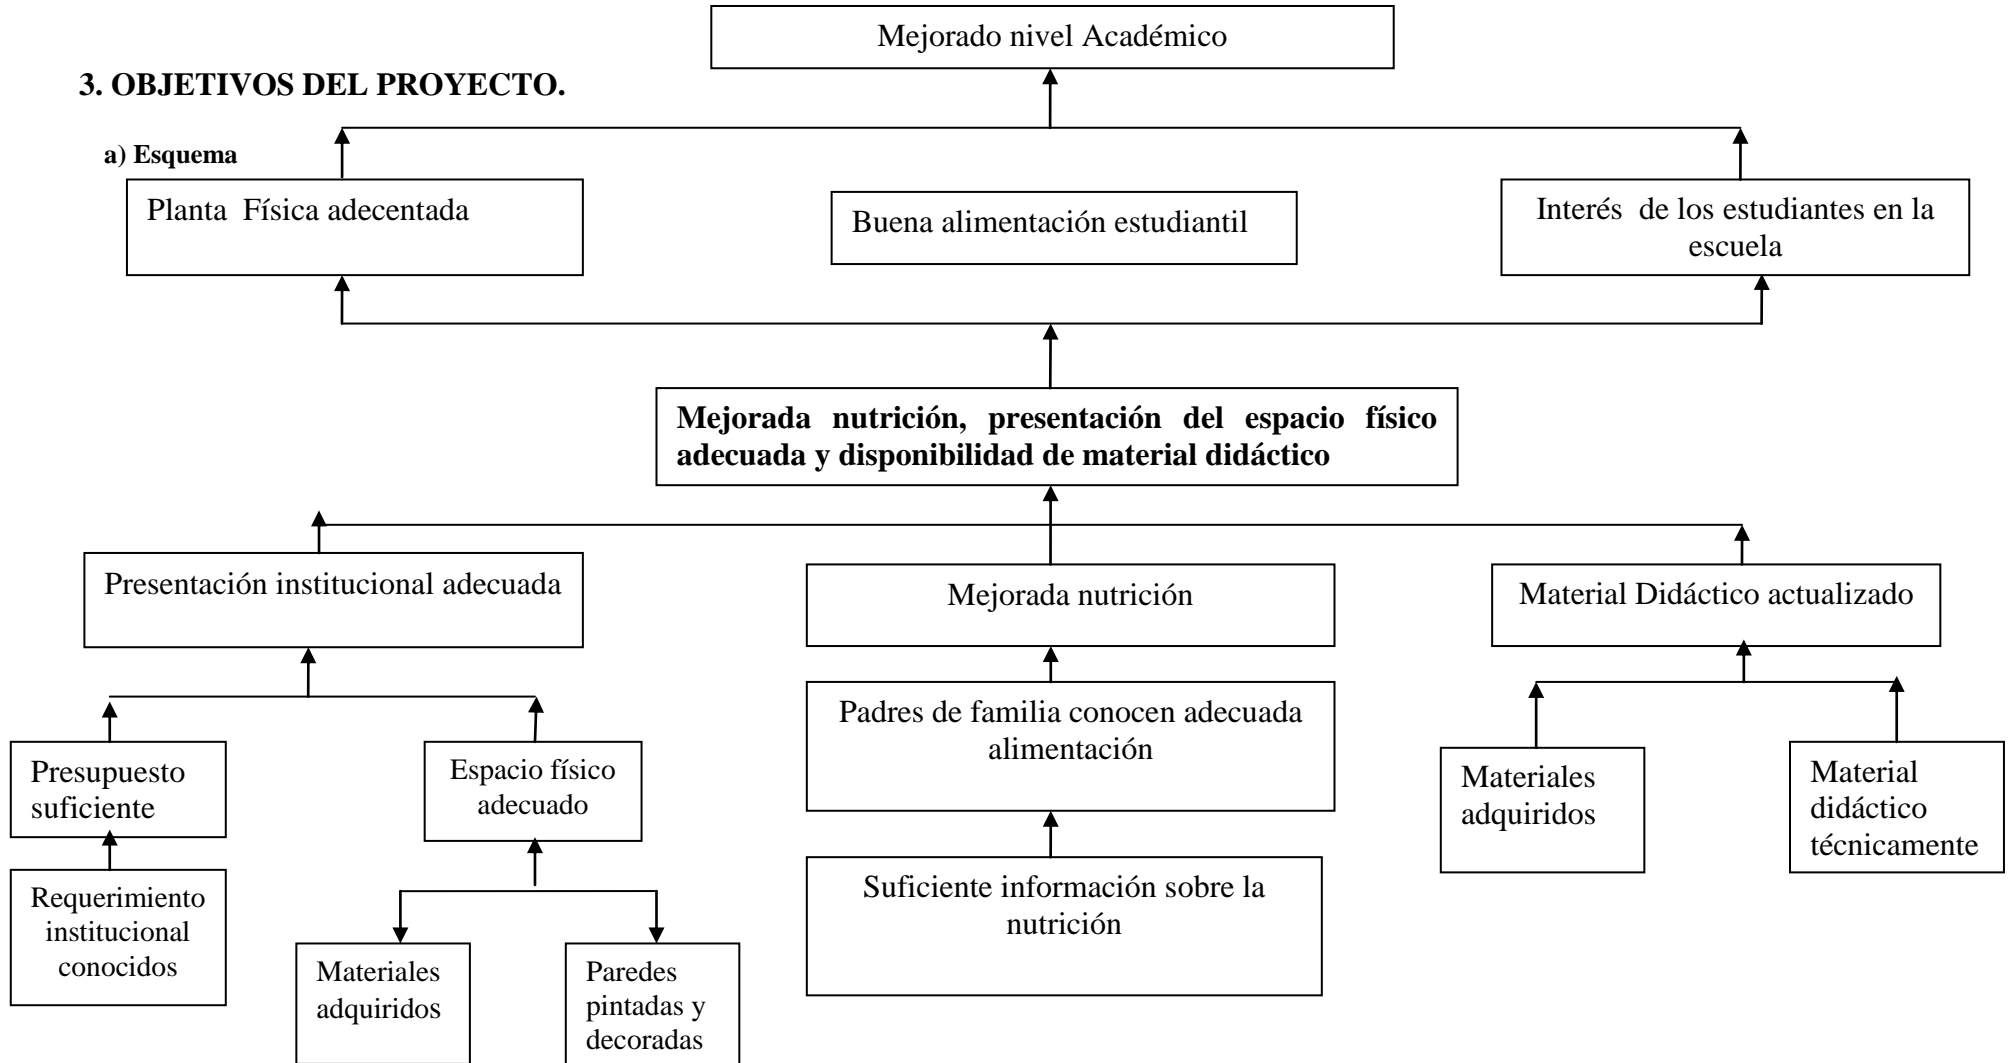 Mejorado nivel Académico
3. OBJETIVOS DEL PROYECTO.
a) Esquema
Planta Física adecentada
Buena alimentación estudiantil
Interés de los estudiantes en la
escuela
Mejorada nutrición, presentación del espacio físico
adecuada y disponibilidad de material didáctico
Presentación institucional adecuada
Mejorada nutrición
Material Didáctico actualizado
Padres de familia conocen adecuada
alimentación
Presupuesto
suficiente
Espacio físico
adecuado
Materiales
adquiridos
Material
didáctico
técnicamente
Suficiente información sobre la
nutrición
Requerimiento
institucional
conocidos
Materiales
adquiridos
Paredes
pintadas y
decoradas